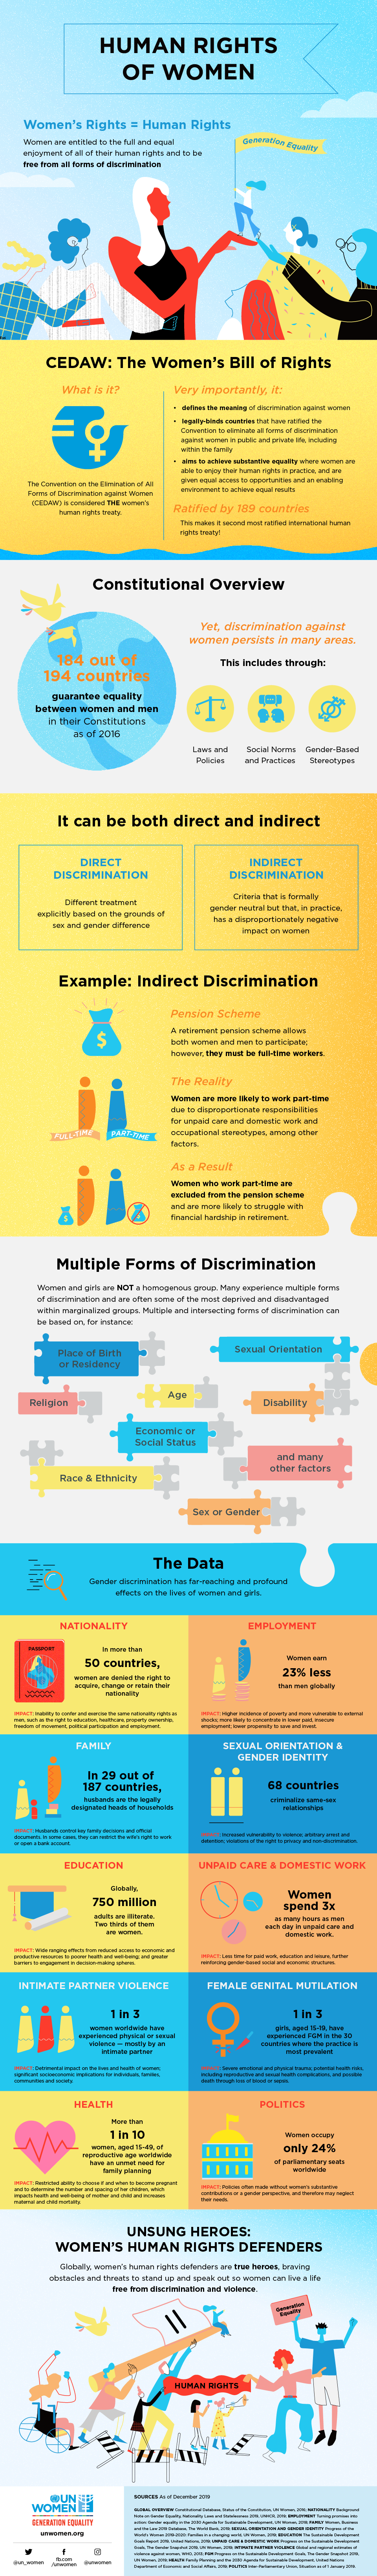 HUMAN RIGHTS
OF WOMEN
Women's Rights = Human Rights
Women are entitled to the full and equal
enjoyment of all of their human rights and to be
free from all forms of discrimination
Generation Equality
CEDAW: The Women's Bill of Rights
What is it?
The Convention on the Elimination of All
Forms of Discrimination against Women
(CEDAW) is considered THE women's
human rights treaty.
Very importantly, it:
• defines the meaning of discrimination against women
• legally-binds countries that have ratified the
Convention to eliminate all forms of discrimination
against women in public and private life, including
within the family
• aims to achieve substantive equality where women are
able to enjoy their human rights in practice, and are
given equal access to opportunities and an enabling
environment to achieve equal results
Ratified by 189 countries
This makes it second most ratified international human
rights treaty!
Constitutional Overview
184 out of
194 countries
guarantee equality
between women and men
in their Constitutions
as of 2016
Yet, discrimination against
women persists in many areas.
This includes through:
Laws and
Policies
Social Norms
and Practices
Gender-Based
Stereotypes
It can be both direct and indirect
DIRECT
DISCRIMINATION
Different treatment
explicitly based on the grounds of
sex and gender difference
INDIRECT
DISCRIMINATION
Criteria that is formally
gender neutral but that, in practice,
has a disproportionately negative
impact on women
Example: Indirect Discrimination
$
Pension Scheme
A retirement pension scheme allows
both women and men to participate;
however, they must be full-time workers.
FULL-TIME
PART-TIME
The Reality
Women are more likely to work part-time
due to disproportionate responsibilities
for unpaid care and domestic work and
occupational stereotypes, among other
factors.
$
$
As a Result
Women who work part-time are
excluded from the pension scheme
and are more likely to struggle with
financial hardship in retirement.
Multiple Forms of Discrimination
Women and girls are NOT a homogenous group. Many experience multiple forms
of discrimination and are often some of the most deprived and disadvantaged
within marginalized groups. Multiple and intersecting forms of discrimination can
be based on, for instance:
Place of Birth
or Residency
Sexual Orientation
Religion
Age
Disability
Economic or
Social Status
Race & Ethnicity
and many
other factors
Sex or Gender
The Data
Gender discrimination has far-reaching and profound
effects on the lives of women and girls.
NATIONALITY
PASSPORT
In more than
50 countries,
women are denied the right to
acquire, change or retain their
nationality
IMPACT: Inability to confer and exercise the same nationality rights as
men, such as the right to education, healthcare, property ownership,
freedom of movement, political participation and employment.
EMPLOYMENT
Women earn
23% less
than men globally
IMPACT: Higher incidence of poverty and more vulnerable to external
shocks; more likely to concentrate in lower paid, insecure
employment; lower propensity to save and invest.
FAMILY
In 29 out of
187 countries,
husbands are the legally
designated heads of households
IMPACT: Husbands control key family decisions and official
documents. In some cases, they can restrict the wife's right to work
or open a bank account.
SEXUAL ORIENTATION &
GENDER IDENTITY
68 countries
criminalize same-sex
relationships
IMPACT: Increased vulnerability to violence; arbitrary arrest and
detention; violations of the right to privacy and non-discrimination.
EDUCATION
Globally,
750 million
adults are illiterate.
Two thirds of them
are women.
IMPACT: Wide ranging effects from reduced access to economic and
productive resources to poorer health and well-being; and greater
barriers to engagement in decision-making spheres.
UNPAID CARE & DOMESTIC WORK
Women
spend 3x
as many hours as men
each day in unpaid care and
domestic work.
IMPACT: Less time for paid work, education and leisure, further
reinforcing gender-based social and economic structures.
INTIMATE PARTNER VIOLENCE
1 in 3
women worldwide have
experienced physical or sexual
violence — mostly by an
intimate partner
IMPACT: Detrimental impact on the lives and health of women;
significant socioeconomic implications for individuals, families,
communities and society.
FEMALE GENITAL MUTILATION
1 in 3
girls, aged 15-19, have
experienced FGM in the 30
countries where the practice is
most prevalent
IMPACT: Severe emotional and physical trauma; potential health risks,
including reproductive and sexual health complications, and possible
death through loss of blood or sepsis.
HEALTH
More than
1 in 10
women, aged 15-49, of
reproductive age worldwide
have an unmet need for
family planning
IMPACT: Restricted ability to choose if and when to become pregnant
and to determine the number and spacing of her children, which
impacts health and well-being of mother and child and increases
maternal and child mortality.
POLITICS
Women occupy
only 24%
of parliamentary seats
worldwide
IMPACT: Policies often made without women's substantive
contributions or a gender perspective, and therefore may neglect
their needs.
UNSUNG HEROES:
WOMEN'S HUMAN RIGHTS DEFENDERS
Globally, women's human rights defenders are true heroes, braving
obstacles and threats to stand up and speak out so women can live a life
free from discrimination and violence.
Generation
Equality
HUMAN RIGHTS
UN
WOMEN
GENERATION EQUALITY
unwomen.org
@un_women
fb.com
/unwomen
@unwomen
SOURCES As of December 2019